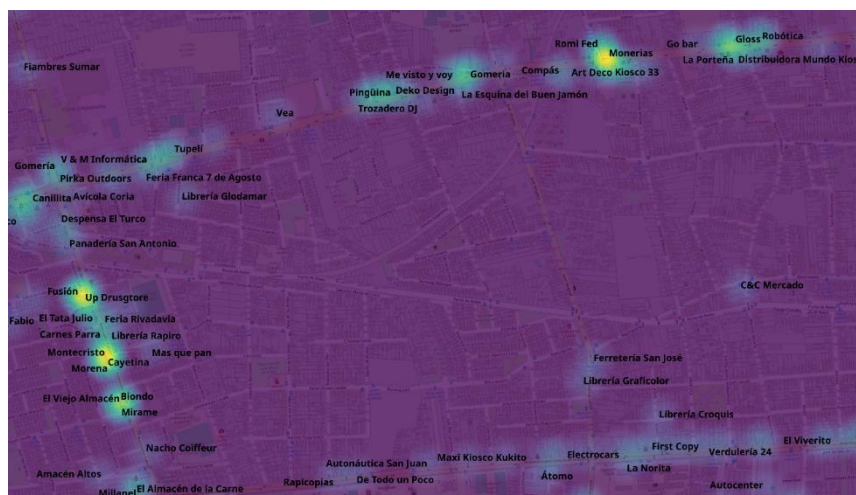 Romi Fed
Monerias
Go bar
Gloss
Robótica
La Porteña
Distribuidora Mundo Kios
Fiambres Sumar
Me visto y voy
Gomería
Compás
Art Deco Kiosco 33
Pingüina
Deko Design
La Esquina del Buen Jamón
Trozadero DJ
Vea
Tupelí
V & M Informática
Gomería
Pirka Outdoors
Feria Franca 7 de Agosto
Canillita
Avícola Coria
Librería Glodamar
co
Despensa El Turco
Panadería San Antonio
Fusión
Up Drusgtore
C&C Mercado
Fabio
El Tata Julio
Feria Rivadavia
Carnes Parra
Librería Rapiro
Montecristo
Mas que pan
Cayetina
Morena
Ferretería San José
Librería Graficolor
El Viejo Almacén
Biondo
Mirame
Librería Croquis
Nacho Coiffeur
El Viverito
First Copy
Verdulería 24
Electrocars
Maxi Kiosco Kukito
Autonáutica San Juan
La Norita
Amacén Altos
Átomo
De Todo un Poco
Rapicopias
Autocenter
Millanel
El Almacén de la Carne